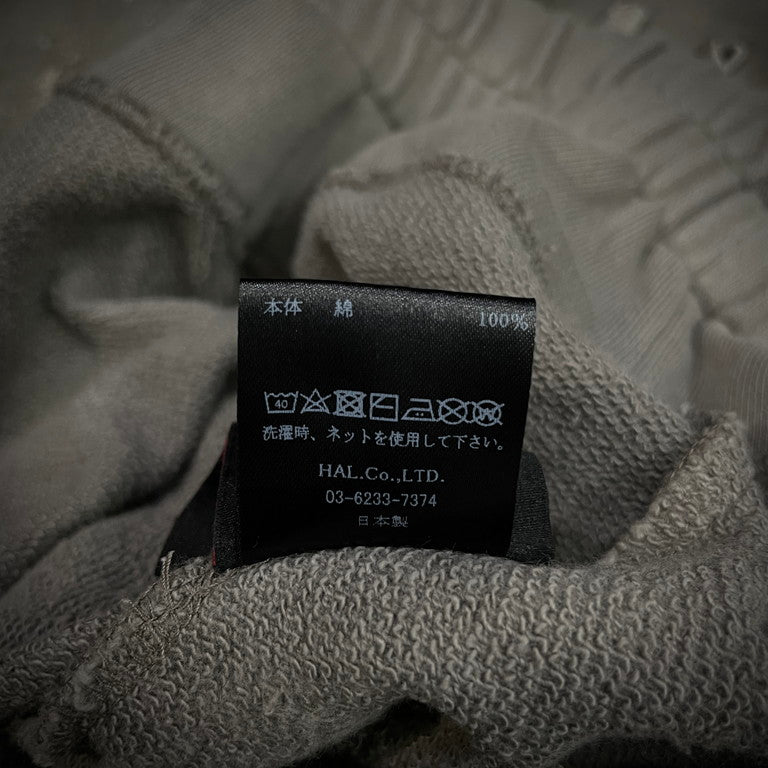 本体 綿 100%
40
洗濯時、ネットを使用して下さい。
HAL.Co.,LTD.
03-6233-7374
日本製